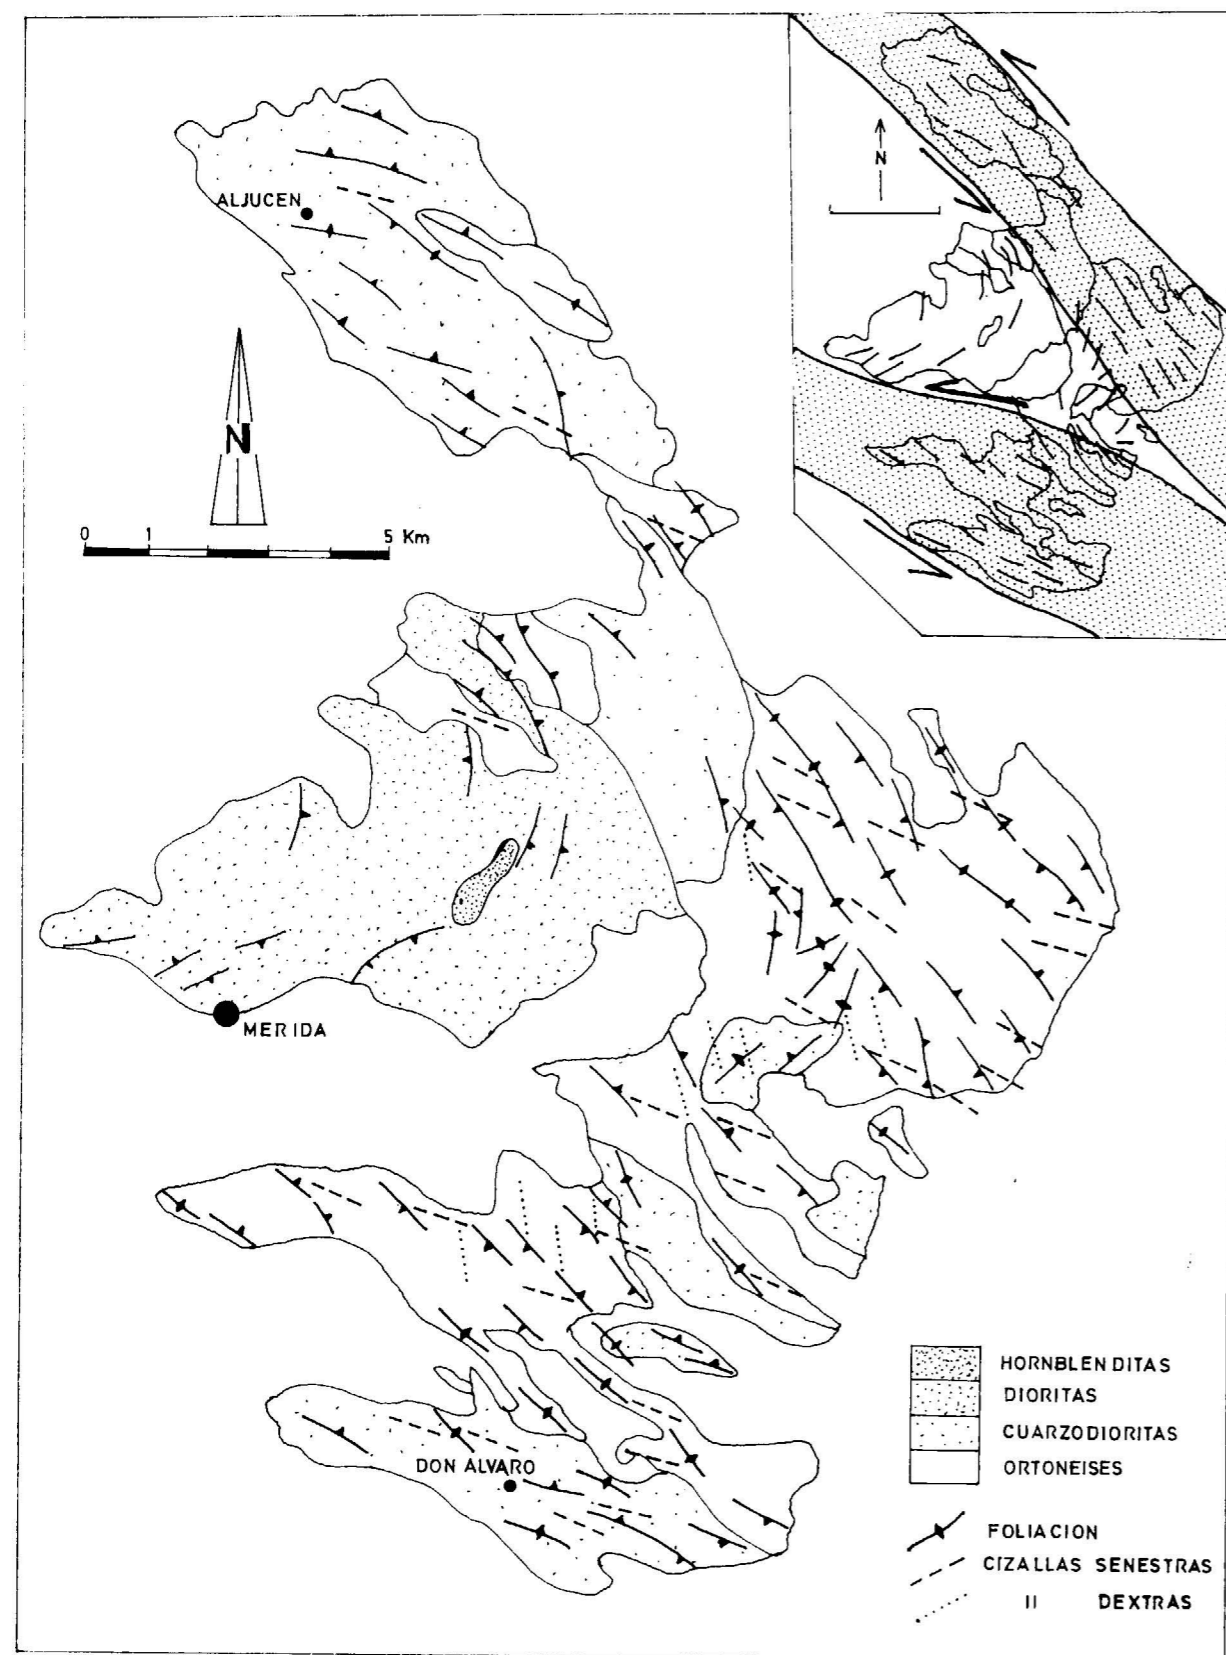 N
ALJUCEN
N
0 1 5 Km
MERIDA
DON ALVARO
HORNBLENDITAS
DIORITAS
CUARZODIORITAS
ORTONEISES
FOLIACION
CIZALLAS SENESTRAS
II DEXTRAS